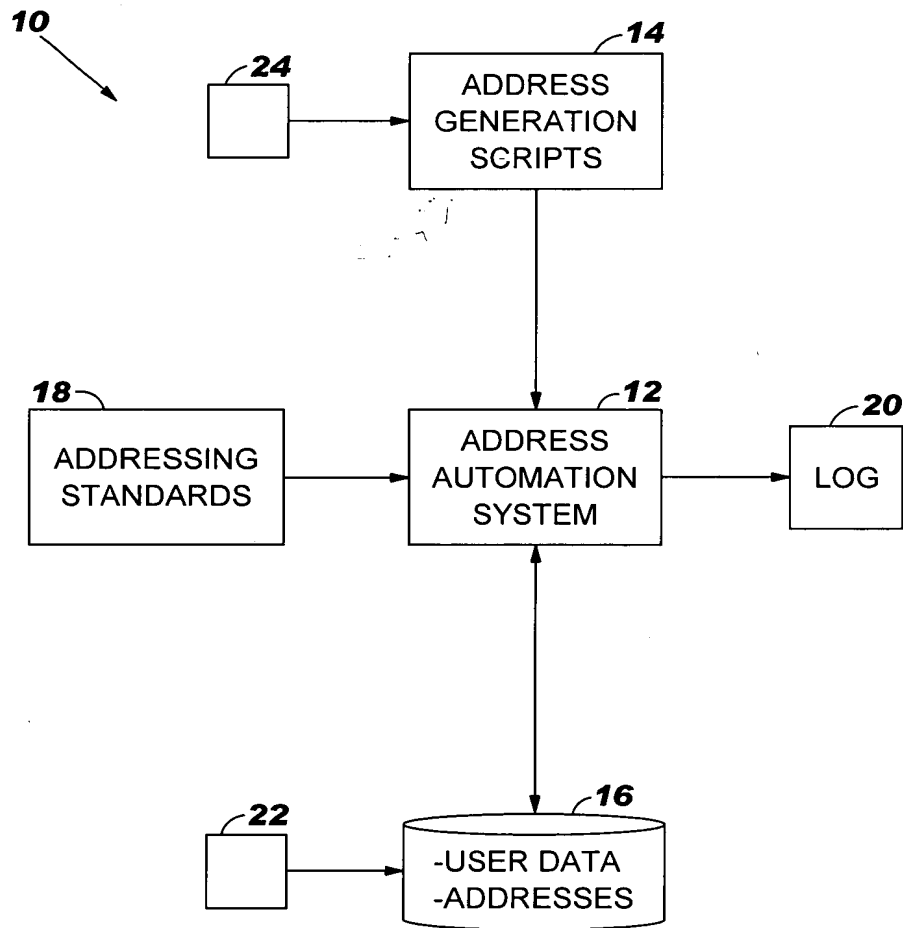 10
24
14
ADDRESS
GENERATION
SCRIPTS
18
ADDRESSING
STANDARDS
12
ADDRESS
AUTOMATION
SYSTEM
20
LOG
22
16
-USER DATA
-ADDRESSES